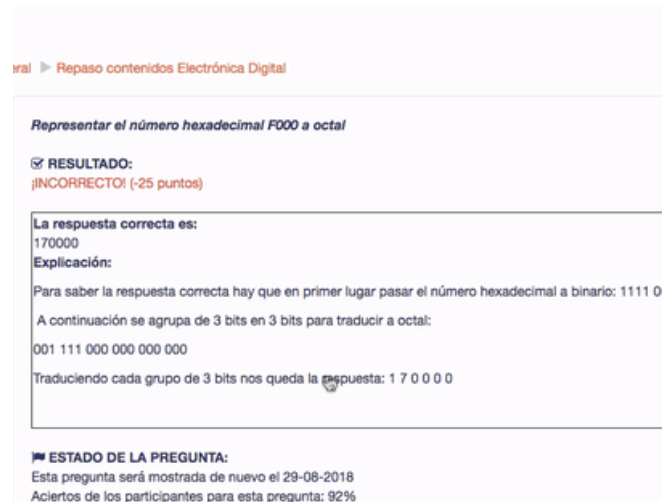 eral ▶ Repaso contenidos Electrónica Digital
Representar el número hexadecimal F000 a octal
RESULTADO:
¡INCORRECTO! (-25 puntos)
La respuesta correcta es:
170000
Explicación:
Para saber la respuesta correcta hay que en primer lugar pasar el número hexadecimal a binario: 1111 0
A continuación se agrupa de 3 bits en 3 bits para traducir a octal:
001 111 000 000 000 000
Traduciendo cada grupo de 3 bits nos queda la respuesta: 1 7 0 0 0 0
ESTADO DE LA PREGUNTA:
Esta pregunta será mostrada de nuevo el 29-08-2018
Aciertos de los participantes para esta pregunta: 92%